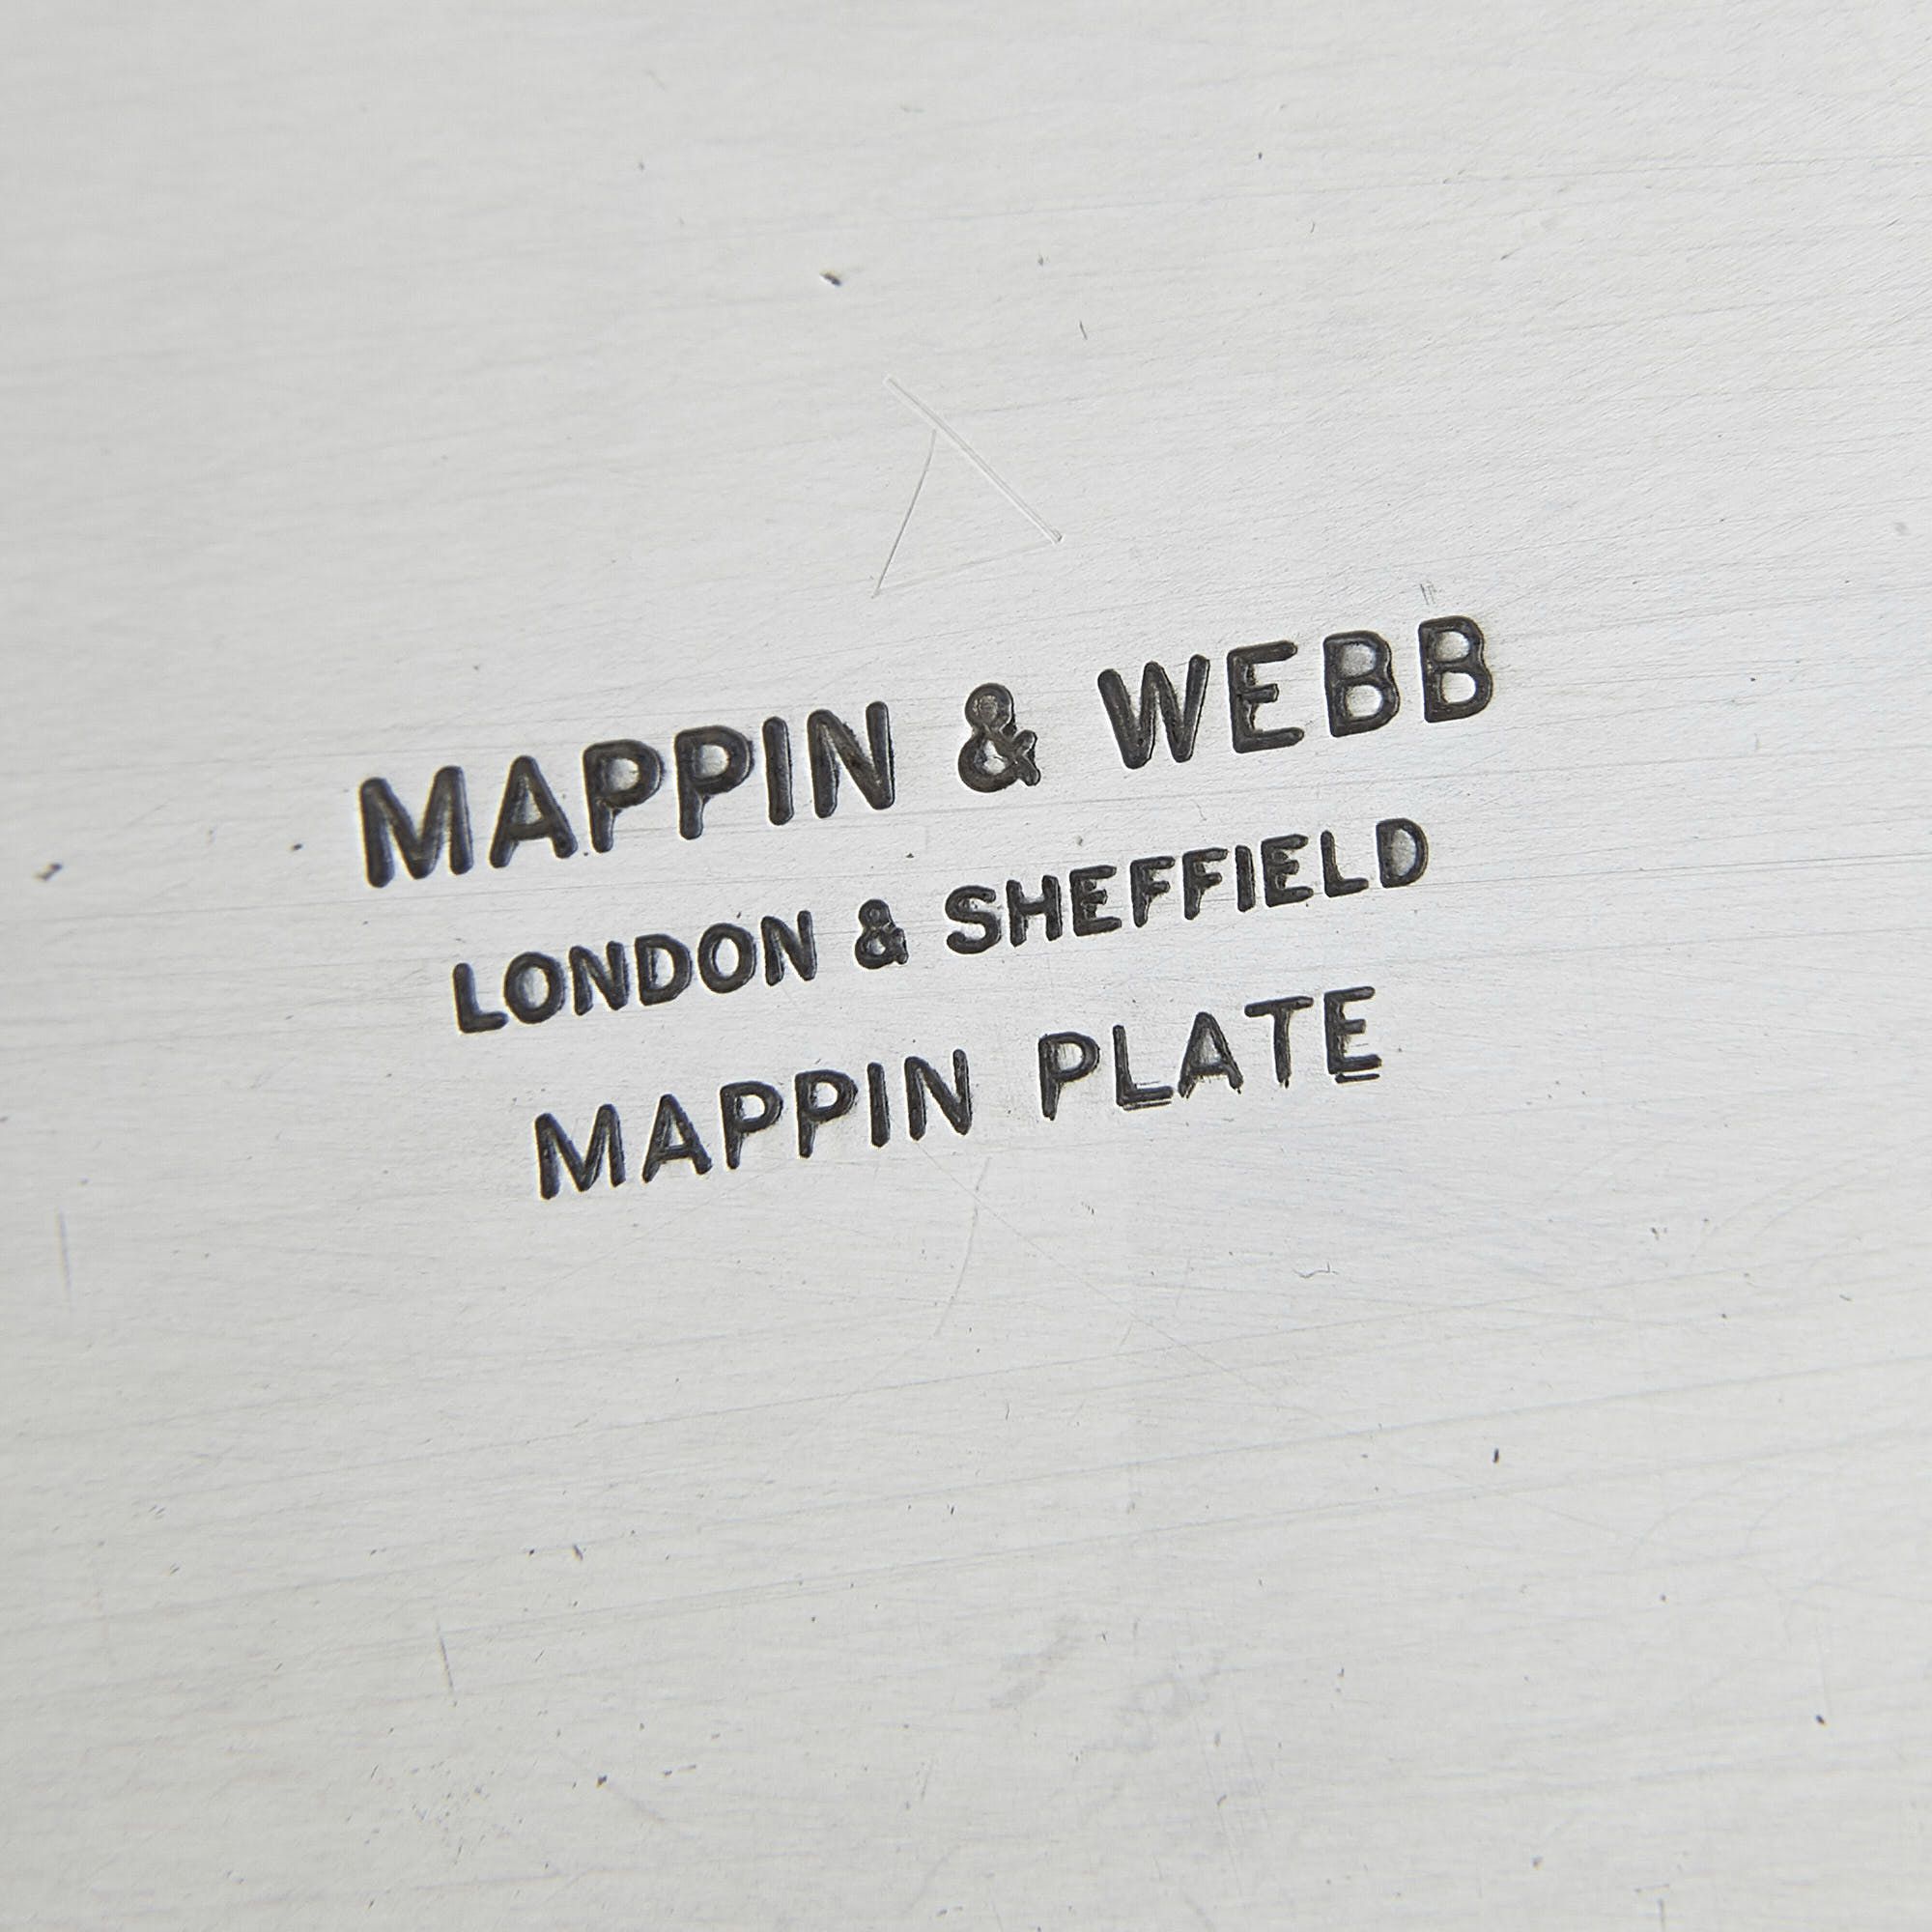 MAPPIN & WEBB
LONDON & SHEFFIELD
MAPPIN PLATE